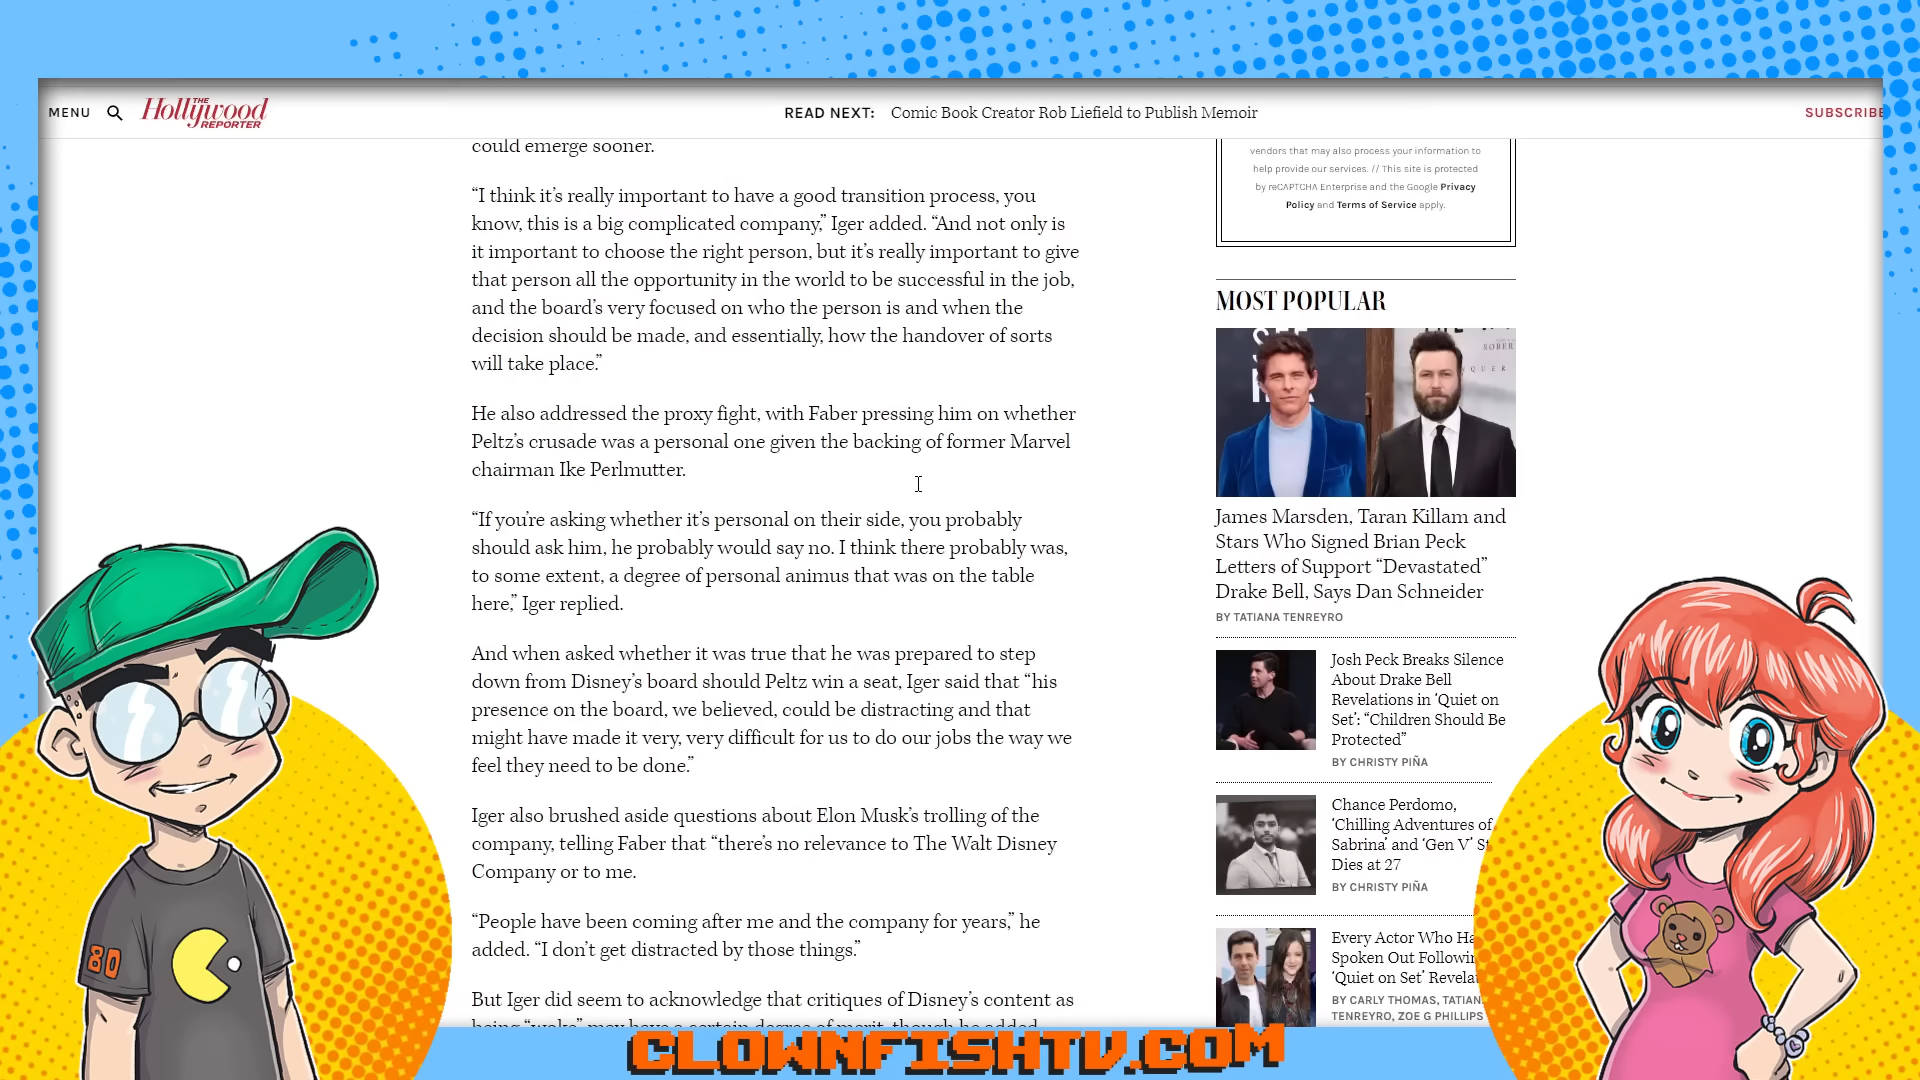 MENU
THE
Hollywood
REPORTER
READ NEXT: Comic Book Creator Rob Liefield to Publish Memoir
SUBSCRIBE
could emerge sooner.
“I think it’s really important to have a good transition process, you
know, this is a big complicated company,” Iger added. “And not only is
it important to choose the right person, but it’s really important to give
that person all the opportunity in the world to be successful in the job,
and the board’s very focused on who the person is and when the
decision should be made, and essentially, how the handover of sorts
will take place.”
He also addressed the proxy fight, with Faber pressing him on whether
Peltz’s crusade was a personal one given the backing of former Marvel
chairman Ike Perlmutter.
“If you’re asking whether it’s personal on their side, you probably
should ask him, he probably would say no. I think there probably was,
to some extent, a degree of personal animus that was on the table
here,” Iger replied.
And when asked whether it was true that he was prepared to step
down from Disney’s board should Peltz win a seat, Iger said that “his
presence on the board, we believed, could be distracting and that
might have made it very, very difficult for us to do our jobs the way we
feel they need to be done.”
Iger also brushed aside questions about Elon Musk’s trolling of the
company, telling Faber that “there’s no relevance to The Walt Disney
Company or to me.
“People have been coming after me and the company for years,” he
added. “I don’t get distracted by those things.”
But Iger did seem to acknowledge that critiques of Disney’s content as
being “woke” may have a certain degree of merit, though he added
vendors that may also process your information to
help provide our services. // This site is protected
by reCAPTCHA Enterprise and the Google Privacy
Policy and Terms of Service apply.
MOST POPULAR
SOBER
QUER
James Marsden, Taran Killam and
Stars Who Signed Brian Peck
Letters of Support “Devastated”
Drake Bell, Says Dan Schneider
BY TATIANA TENREYRO
Josh Peck Breaks Silence
About Drake Bell
Revelations in ‘Quiet on
Set’: “Children Should Be
Protected”
BY CHRISTY PIÑA
Chance Perdomo,
‘Chilling Adventures of
Sabrina’ and ‘Gen V’ St
Dies at 27
BY CHRISTY PIÑA
Every Actor Who Ha
Spoken Out Followin
‘Quiet on Set’ Revela
BY CARLY THOMAS, TATIAN
TENREYRO, ZOE G PHILLIPS
80
CLOWNFISHTV.COM